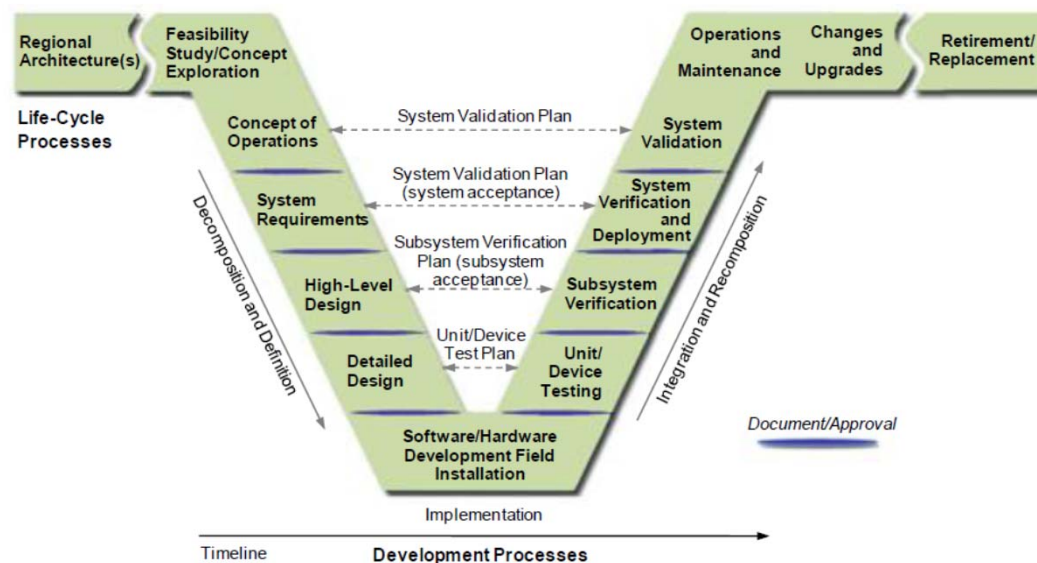 Regional
Architecture(s)
Feasibility
Study/Concept
Exploration
Operations
and
Maintenance
Changes
and
Upgrades
Retirement/
Replacement
Life-Cycle
Processes
Concept of
Operations
System Validation Plan
System
Validation
System
Requirements
System Validation Plan
(system acceptance)
System
Verification
and
Deployment
High-Level
Design
Subsystem Verification
Plan (subsystem
acceptance)
Subsystem
Verification
Detailed
Design
Unit/Device
Test Plan
Unit/
Device
Testing
Decomposition and Definition
Integration and Recomposition
Software/Hardware
Development Field
Installation
Document/Approval
Implementation
Timeline
Development Processes